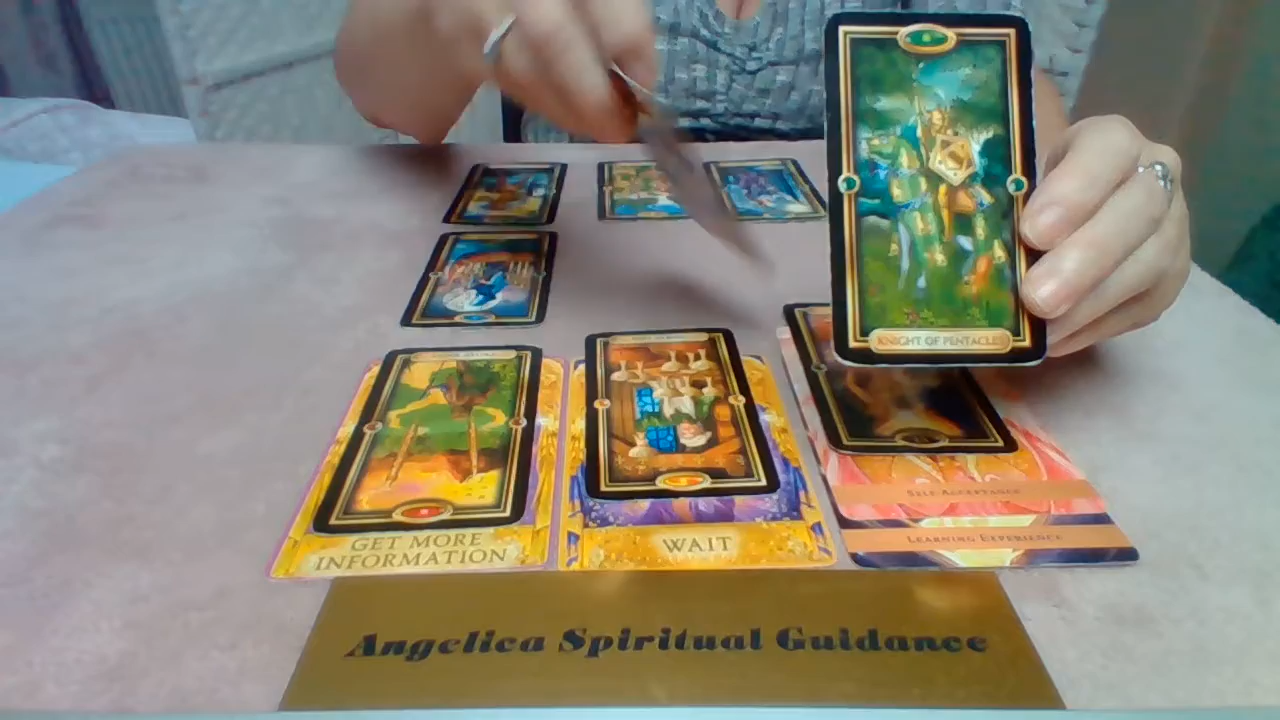 KNIGHT OF PENTACLES
SELF-ACCEPTANCE
LEARNING EXPERIENCE
GET MORE
INFORMATION
WAIT
Angelica Spiritual Guidance